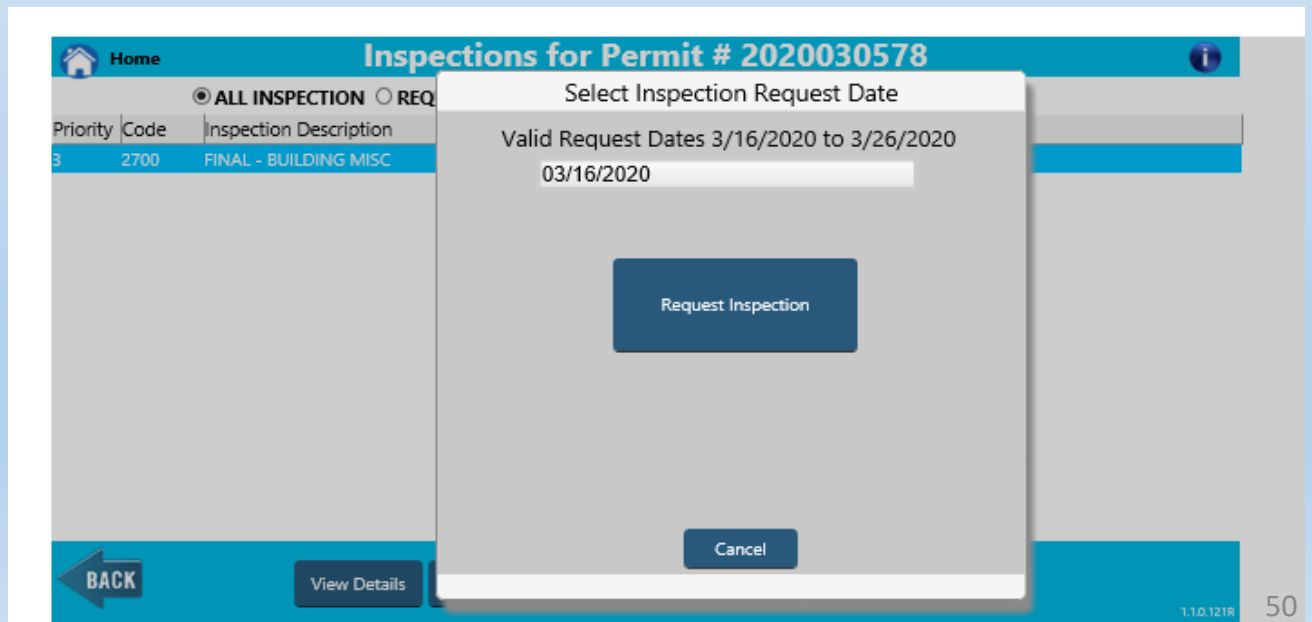 Home
Inspections for Permit # 2020030578
i
ALL INSPECTION REQ
Select Inspection Request Date
Priority Code Inspection Description
Valid Request Dates 3/16/2020 to 3/26/2020
3 2700 FINAL - BUILDING MISC
03/16/2020
Request Inspection
Cancel
BACK
View Details
1.1.0.121R
50